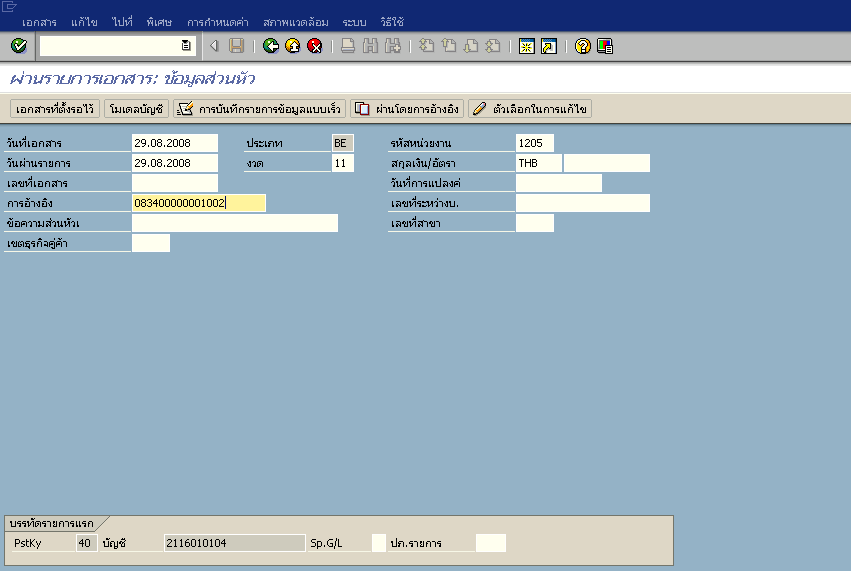 เอกสาร แก้ไข ไปที่ พิเศษ การกำหนดค่า สภาพแวดล้อม ระบบ วิธีใช้
ผ่านรายการเอกสาร: ข้อมูลส่วนหัว
เอกสารที่ตั้งรอไว้ โมเดลบัญชี การบันทึกรายการข้อมูลแบบเร็ว ผ่านโดยการอ้างอิง ตัวเลือกในการแก้ไข
วันที่เอกสาร 29.08.2008 ประเภท BE รหัสหน่วยงาน 1205
วันผ่านรายการ 29.08.2008 งวด 11 สกุลเงิน/อัตรา THB
เลขที่เอกสาร วันที่การแปลงค่
การอ้างอิง 083400000001002 เลขที่ระหว่างบ.
ข้อความส่วนหัวเ เลขที่สาขา
เขตธุรกิจคู่ค้า
บรรทัดรายการแรก
PstKy 40 บัญชี 2116010104 Sp.G/L ปภ.รายการ